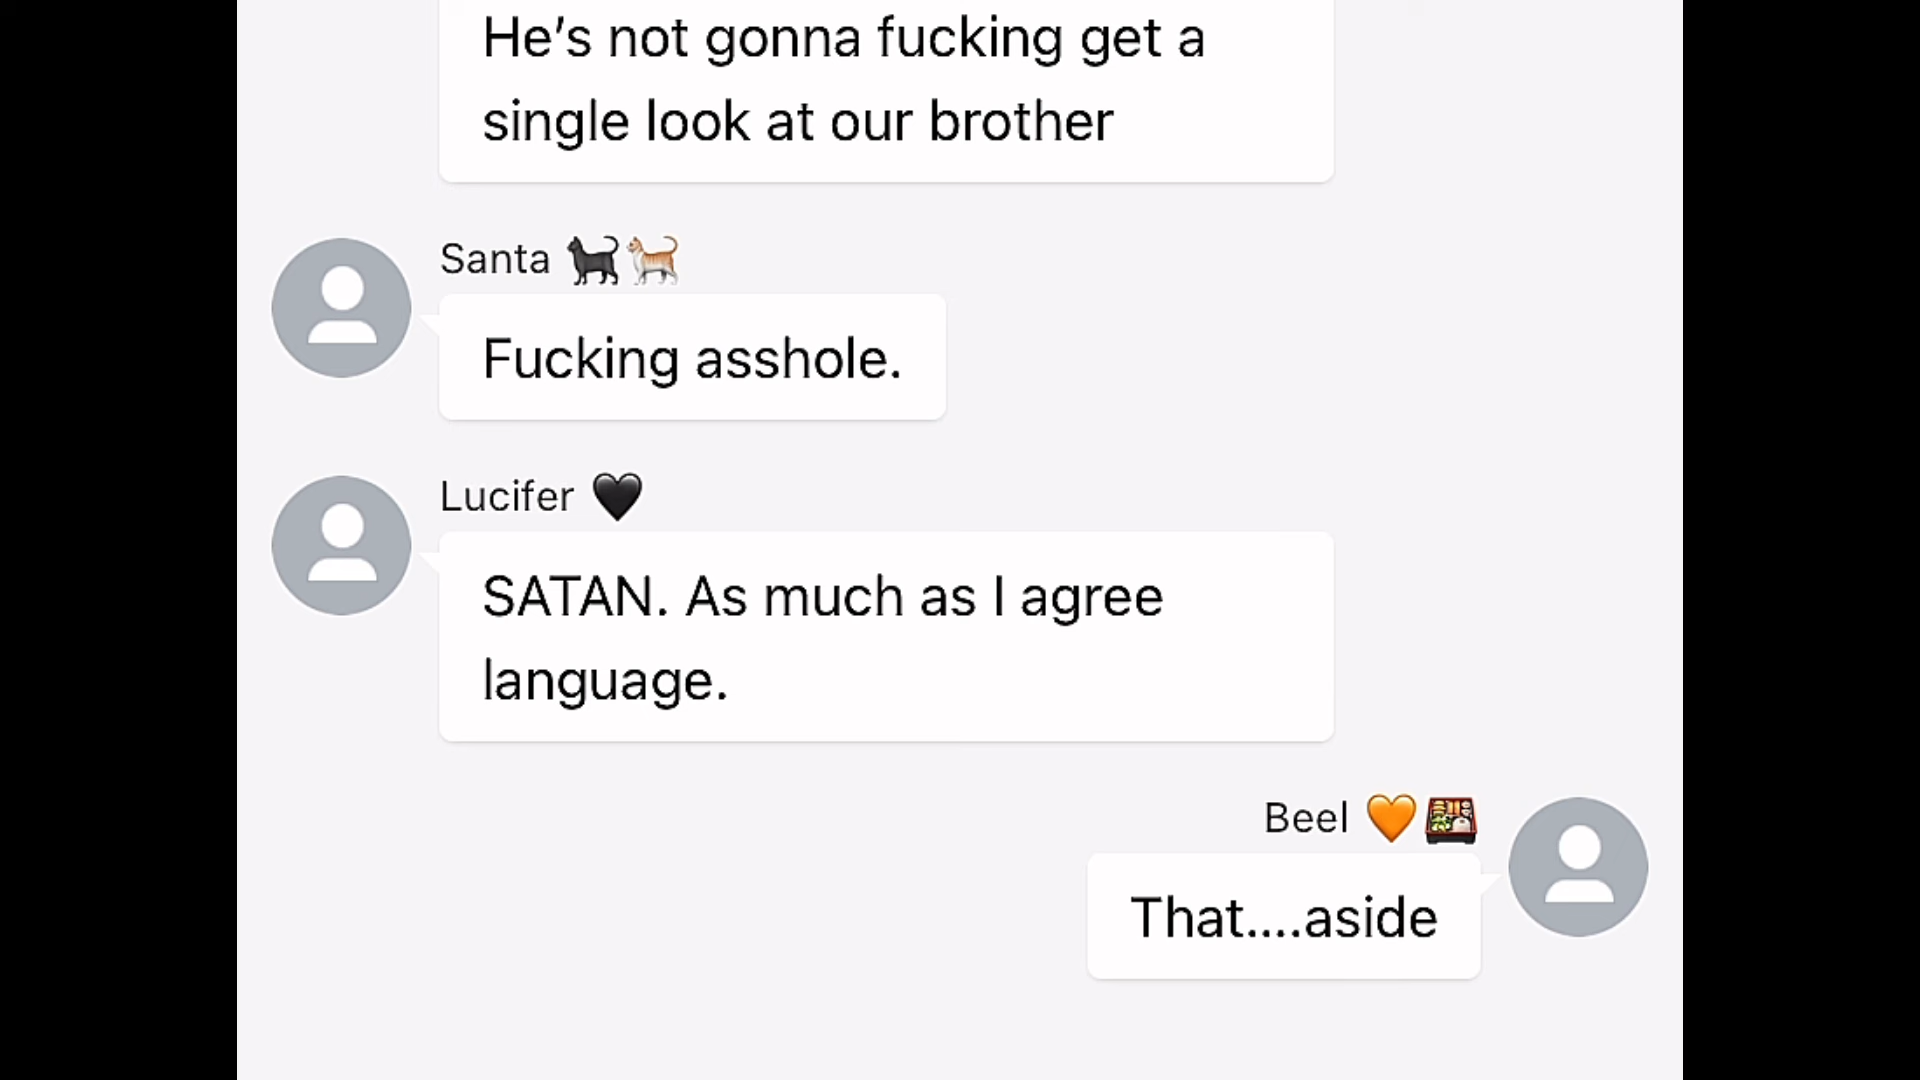 He's not gonna fucking get a
single look at our brother
Santa 🐈‍⬛🐈
Fucking asshole.
Lucifer 🖤
SATAN. As much as I agree
language.
Beel 🧡🍱
That....aside